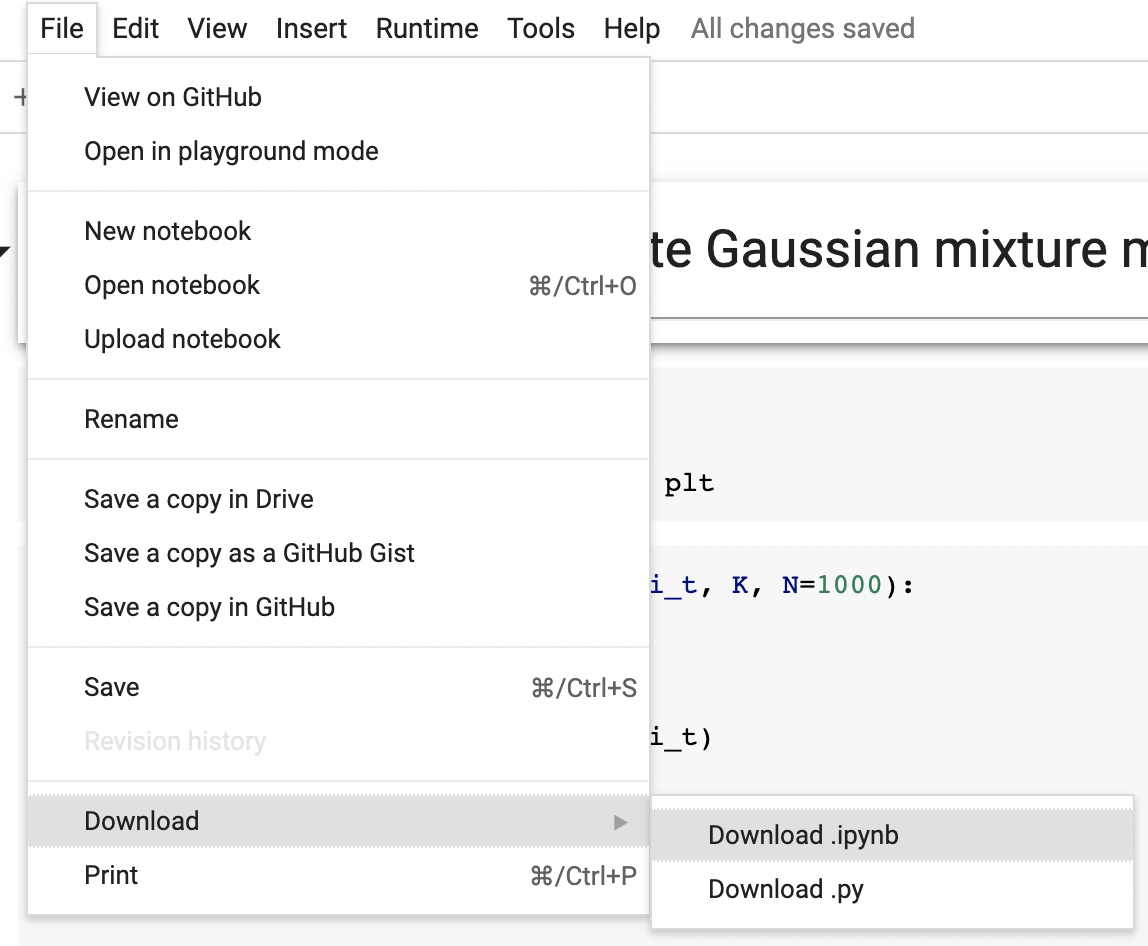 File Edit View Insert Runtime Tools Help All changes saved
+
View on GitHub
Open in playground mode
New notebook
te Gaussian mixture m
Open notebook ⌘/Ctrl+O
Upload notebook
Rename
plt
Save a copy in Drive
Save a copy as a GitHub Gist
i_t, K, N=1000):
Save a copy in GitHub
Save ⌘/Ctrl+S
Revision history
i_t)
Download
Download .ipynb
Print ⌘/Ctrl+P
Download .py